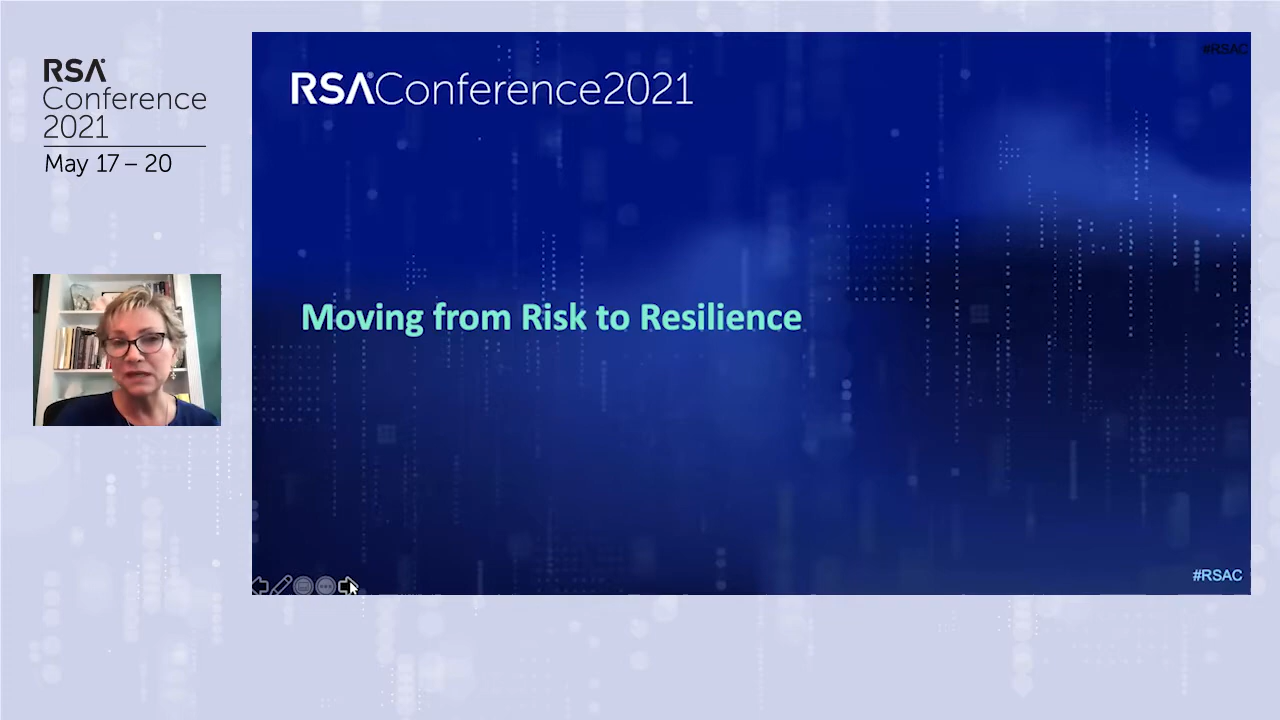 RSA
Conference
2021
May 17 – 20
#RSAC
RSAConference2021
Moving from Risk to Resilience
#RSAC